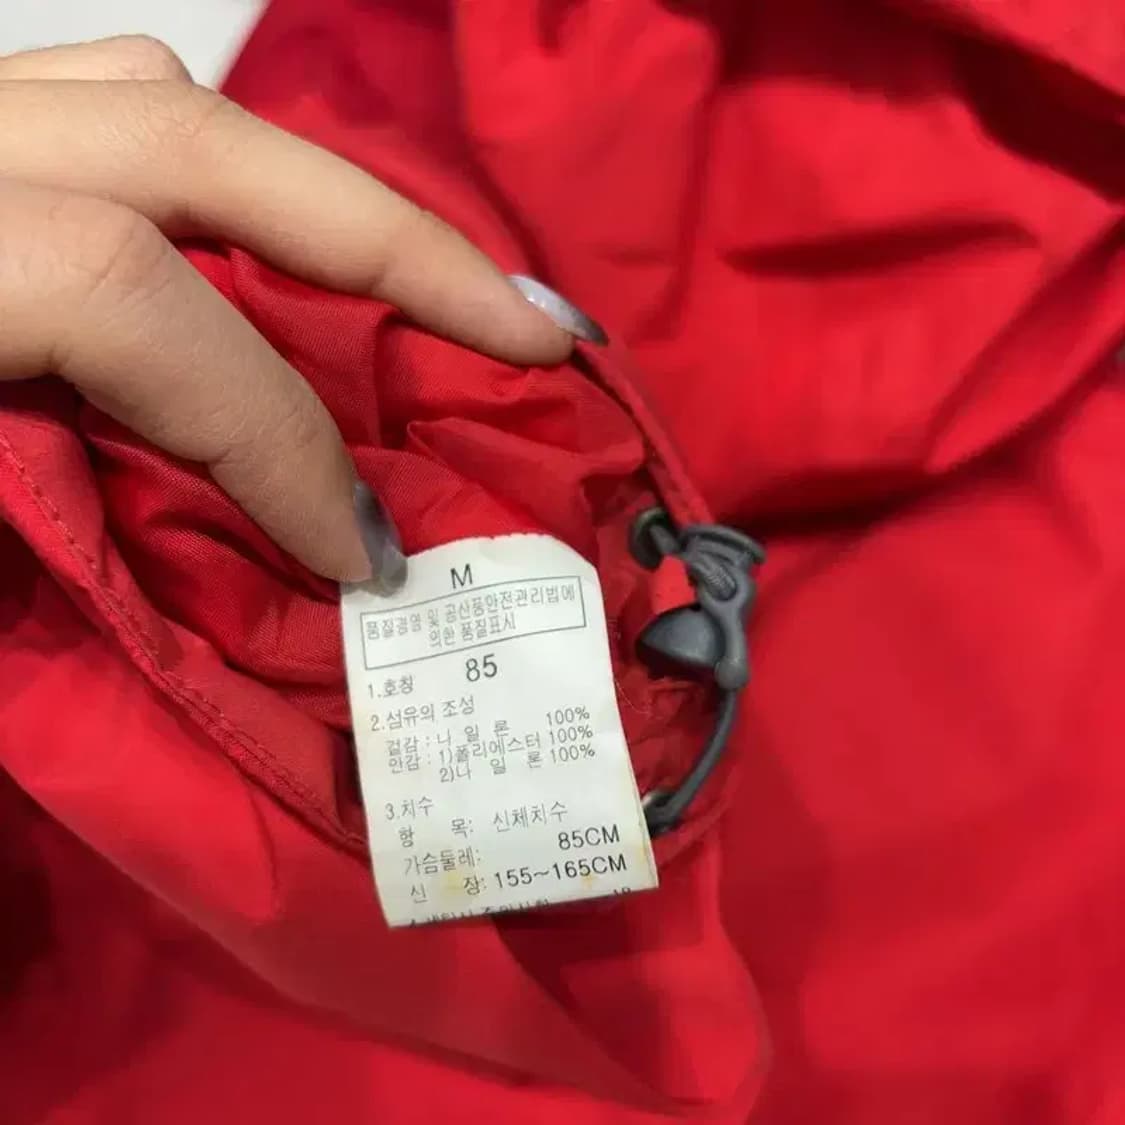 M
품질경영 및 공산품안전관리법에
의한 품질표시
1.호칭 85
2.섬유의 조성
겉감 : 나 일 론 100%
안감 : 1)폴리에스터 100%
2)나 일 론 100%
3.치수
항 목: 신체치수
가슴둘레: 85CM
신 장: 155~165CM